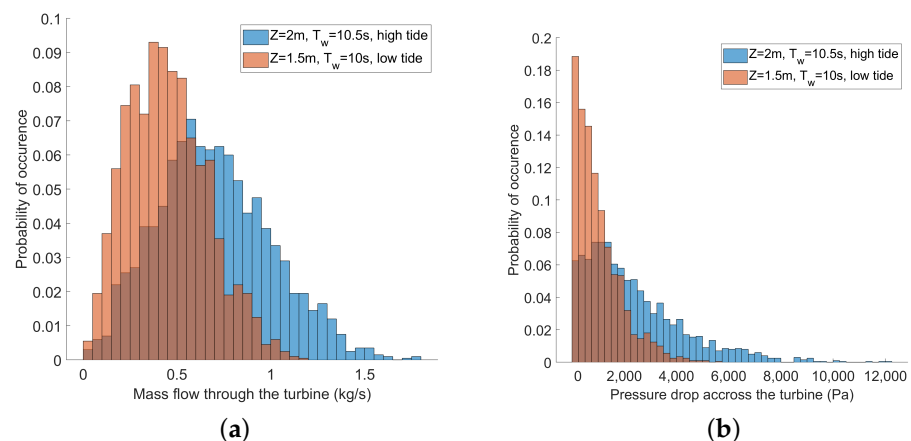 0.1
0.09
0.08
0.07
0.06
0.05
0.04
0.03
0.02
0.01
0
Probability of occurence
Z=2m, T_w=10.5s, high tide
Z=1.5m, T_w=10s, low tide
0 0.5 1 1.5
Mass flow through the turbine (kg/s)
(a)
0.2
0.18
0.16
0.14
0.12
0.1
0.08
0.06
0.04
0.02
0
Probability of occurence
Z=2m, T_w=10.5s, high tide
Z=1.5m, T_w=10s, low tide
0 2,000 4,000 6,000 8,000 10,000 12,000
Pressure drop accross the turbine (Pa)
(b)